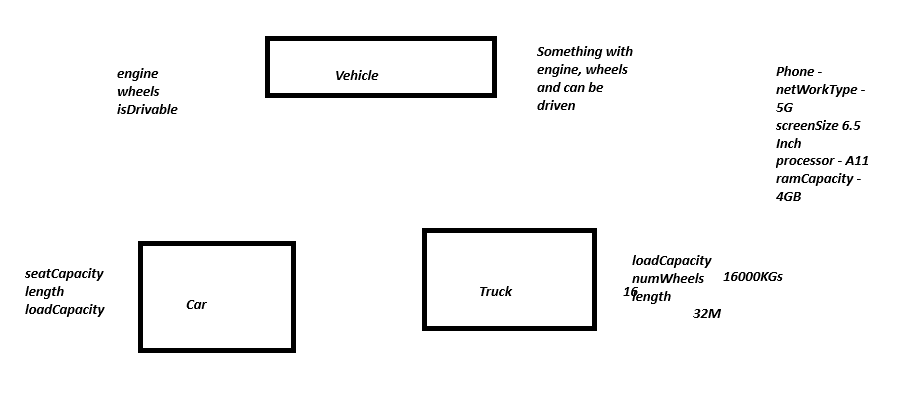 engine
wheels
isDrivable
Vehicle
Something with
engine, wheels
and can be
driven
Phone -
netWorkType -
5G
screenSize 6.5
Inch
processor - A11
ramCapacity -
4GB
seatCapacity
length
loadCapacity
Car
Truck
loadCapacity
numWheels
length
16000KGs
16
32M